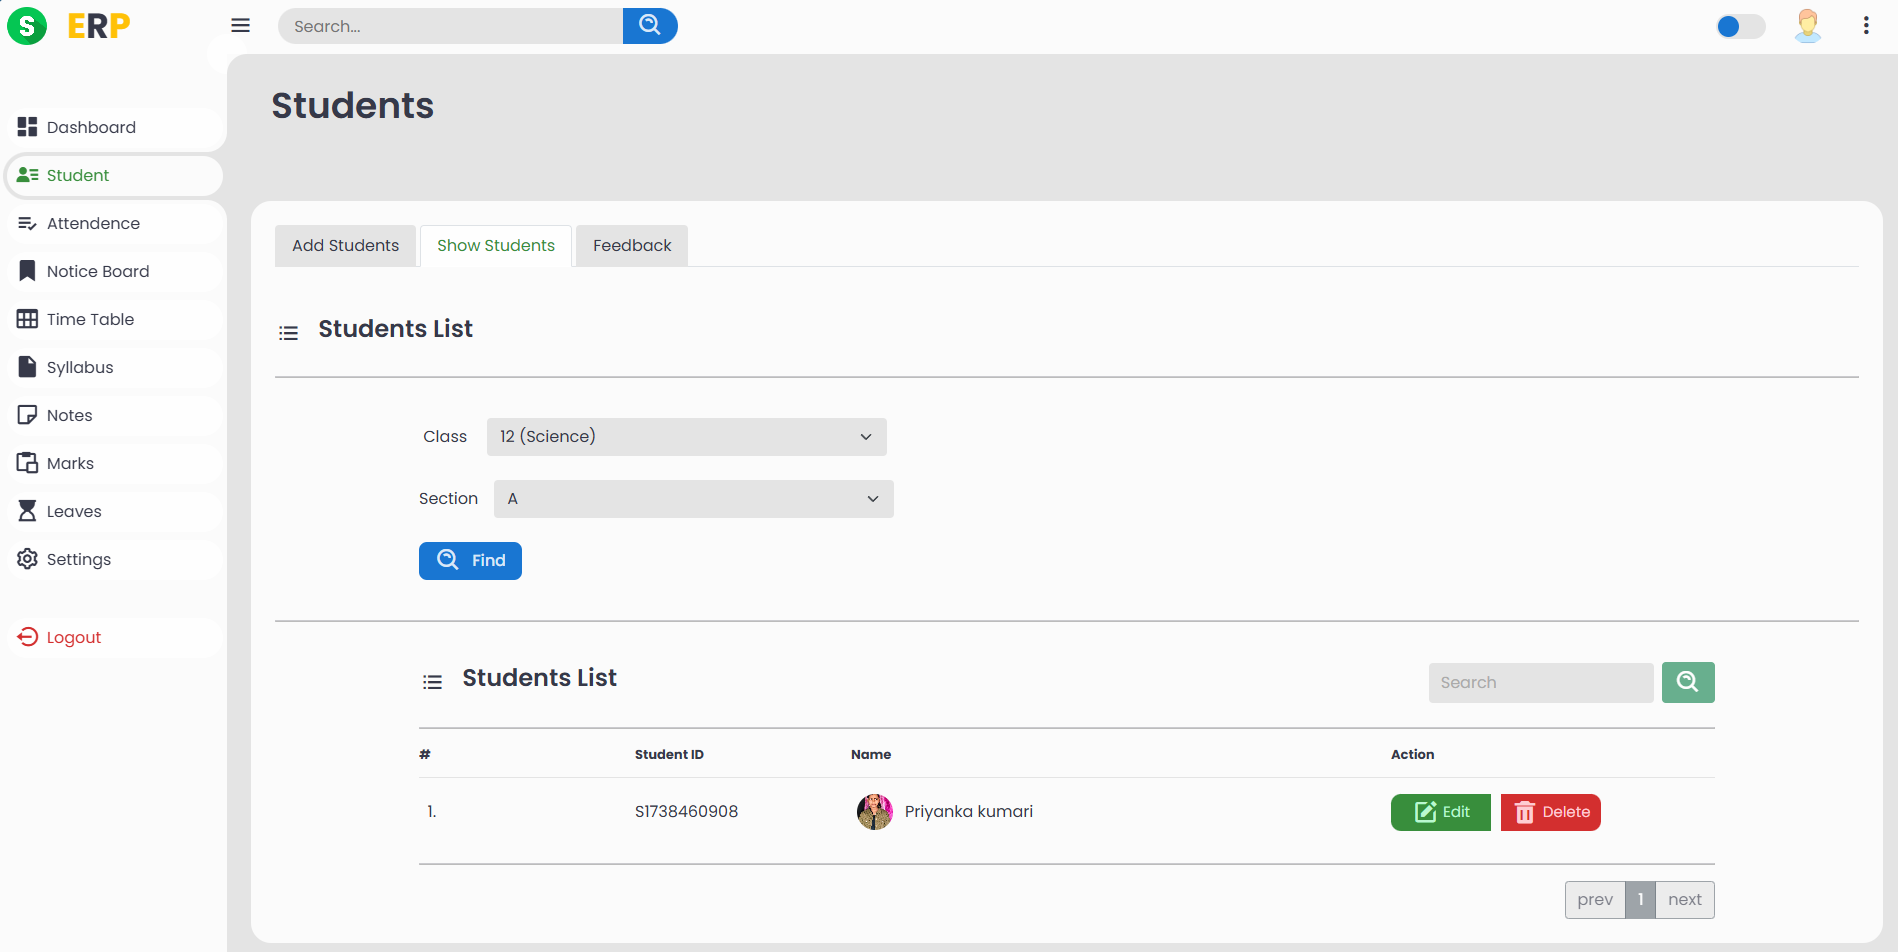 S ERP
Search...
Students
Dashboard
Student
Attendence
Notice Board
Time Table
Syllabus
Notes
Marks
Leaves
Settings
Logout
Add Students Show Students Feedback
Students List
Class 12 (Science)
Section A
Find
Students List Search
# Student ID Name Action
1. S1738460908 Priyanka kumari Edit Delete
prev 1 next